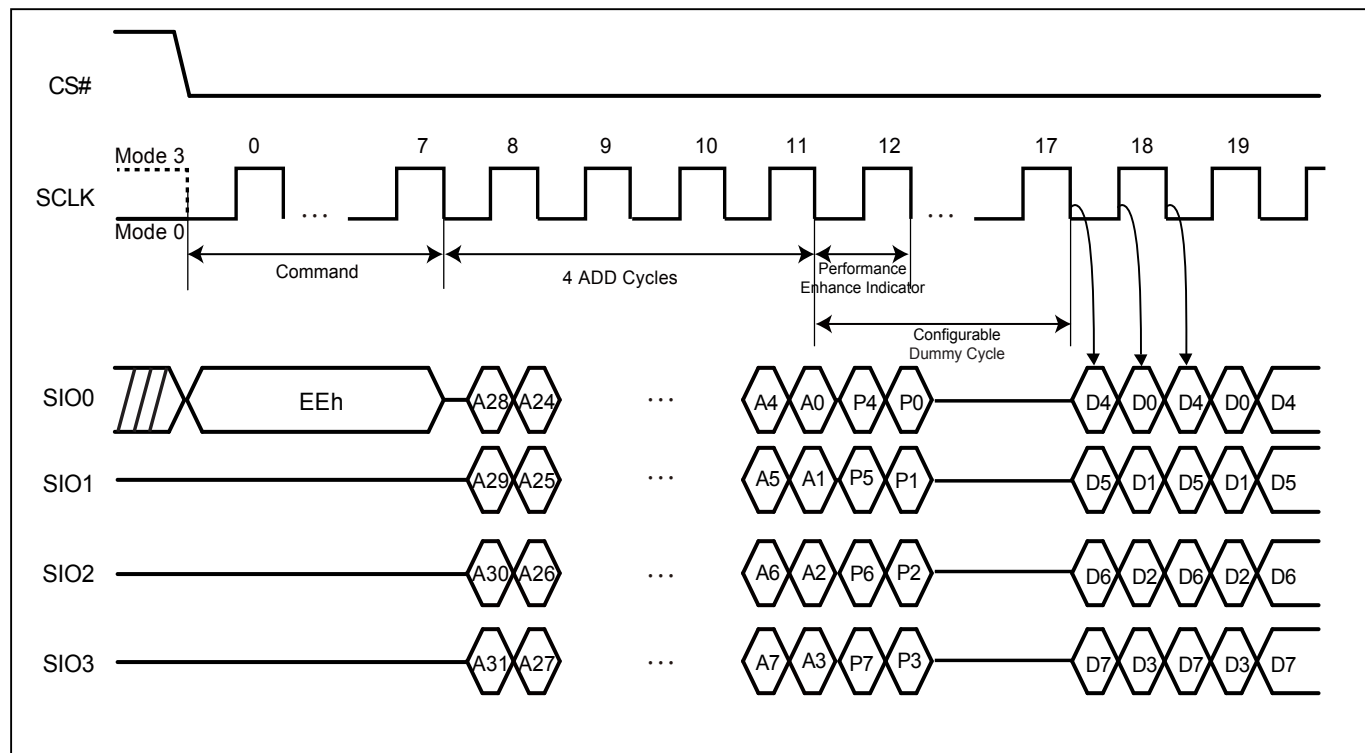 CS#
0 7 8 9 10 11 12 17 18 19
Mode 3
SCLK
... ...
Mode 0
Command
4 ADD Cycles
Performance
Enhance Indicator
Configurable
Dummy Cycle
SIO0 EEh A28 A24 ... A4 A0 P4 P0 D4 D0 D4 D0 D4
SIO1 A29 A25 ... A5 A1 P5 P1 D5 D1 D5 D1 D5
SIO2 A30 A26 ... A6 A2 P6 P2 D6 D2 D6 D2 D6
SIO3 A31 A27 ... A7 A3 P7 P3 D7 D3 D7 D3 D7